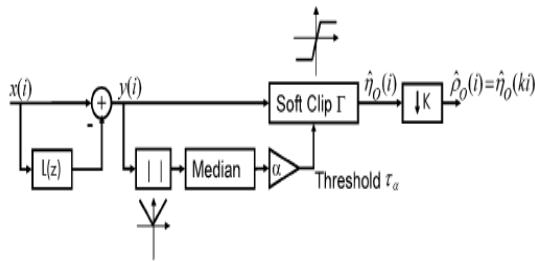 x(i)
+
-
y(i)
L(z)
| |
Median
α
Threshold τα
Soft Clip Γ
η̂O(i)
↓K
ρ̂O(i)=η̂O(ki)